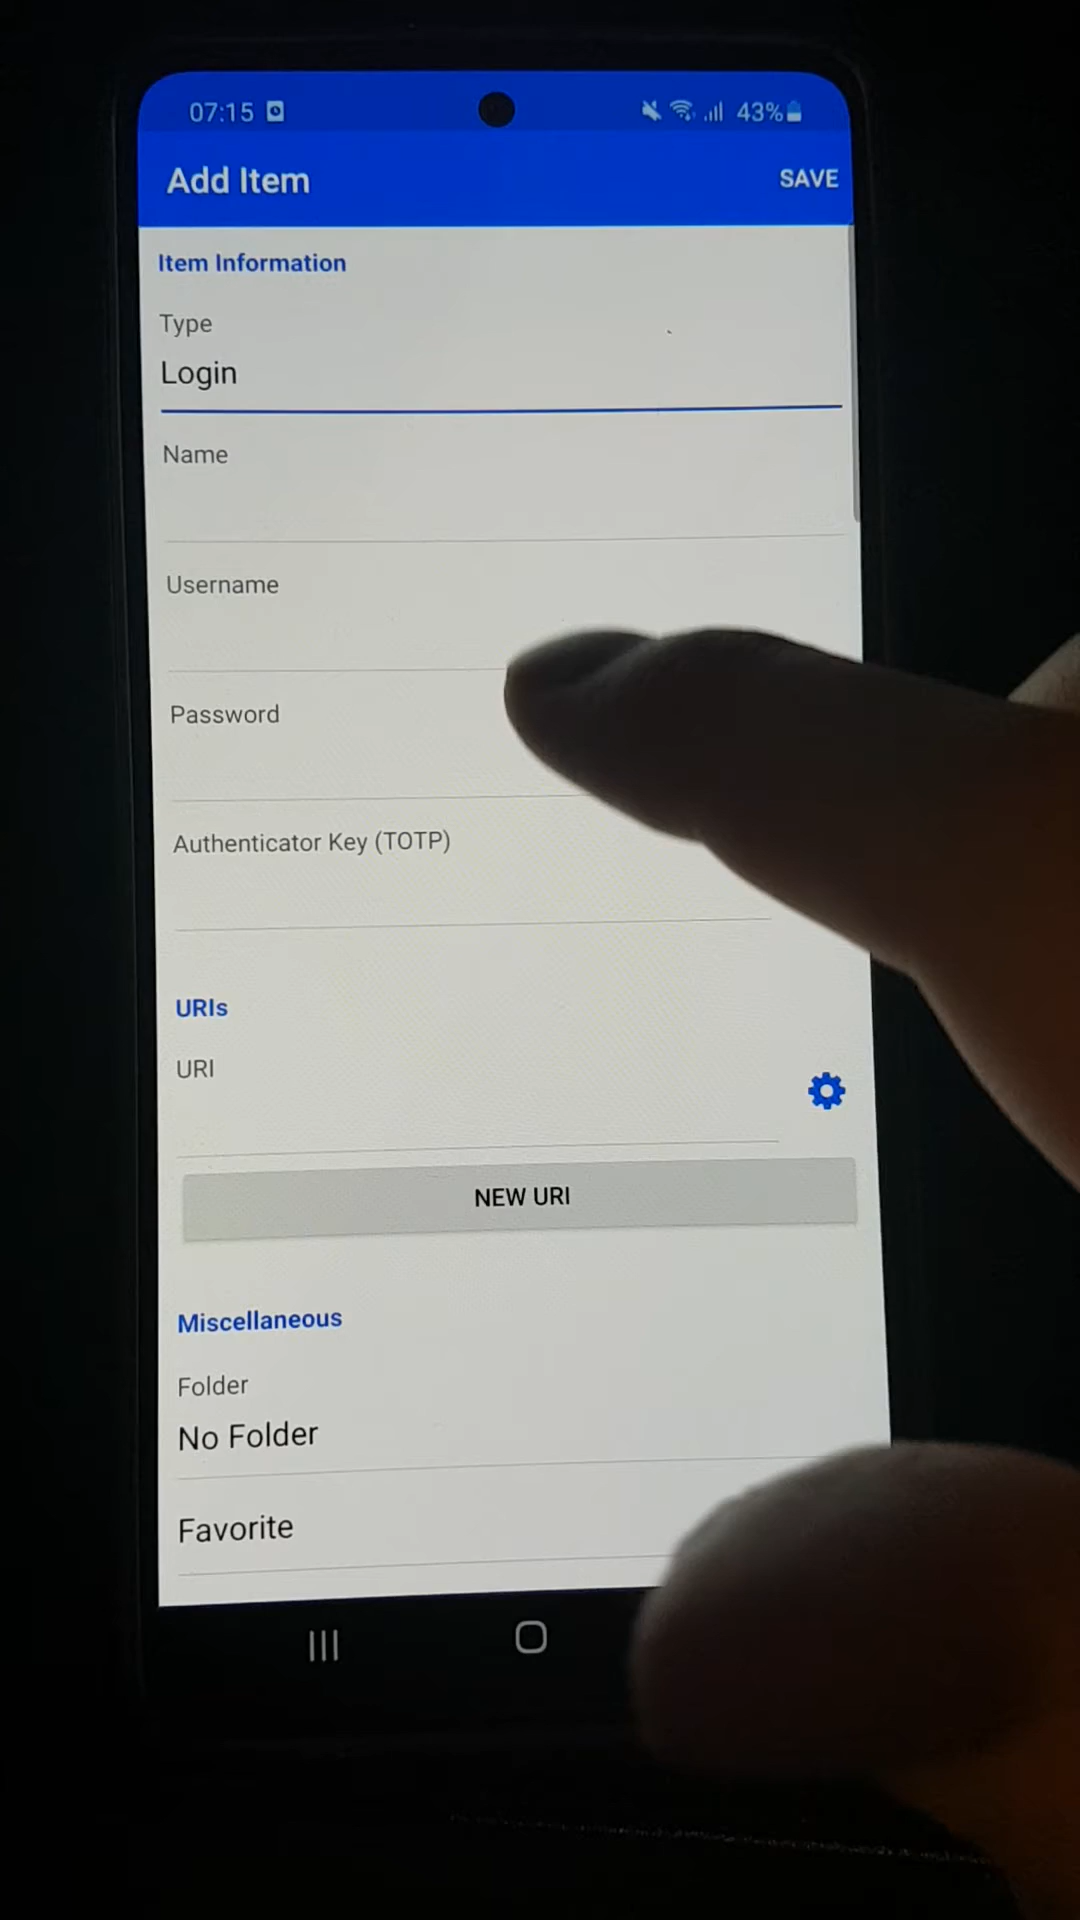 07:15 43%
Add Item SAVE
Item Information
Type
Login
Name
Username
Password
Authenticator Key (TOTP)
URIs
URI
NEW URI
Miscellaneous
Folder
No Folder
Favorite